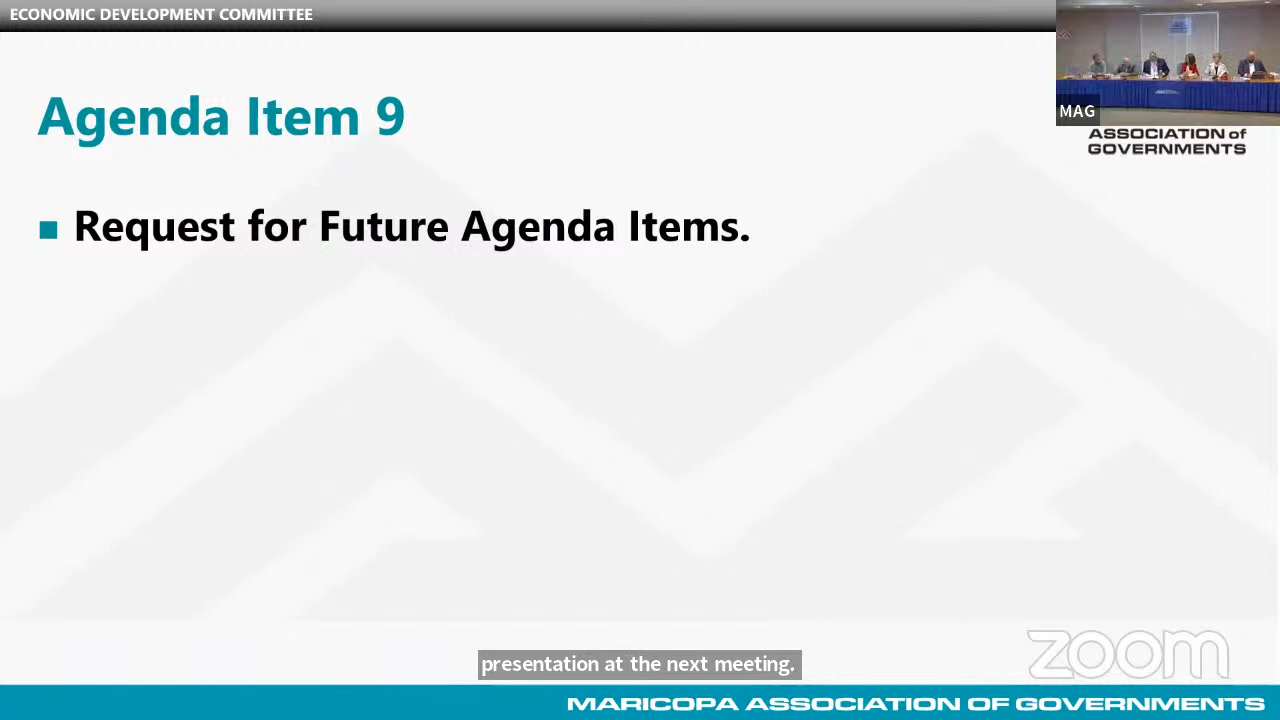 ECONOMIC DEVELOPMENT COMMITTEE
MAG
ASSOCIATION of
GOVERNMENTS
Agenda Item 9
Request for Future Agenda Items.
presentation at the next meeting.
zoom
MARICOPA ASSOCIATION OF GOVERNMENTS